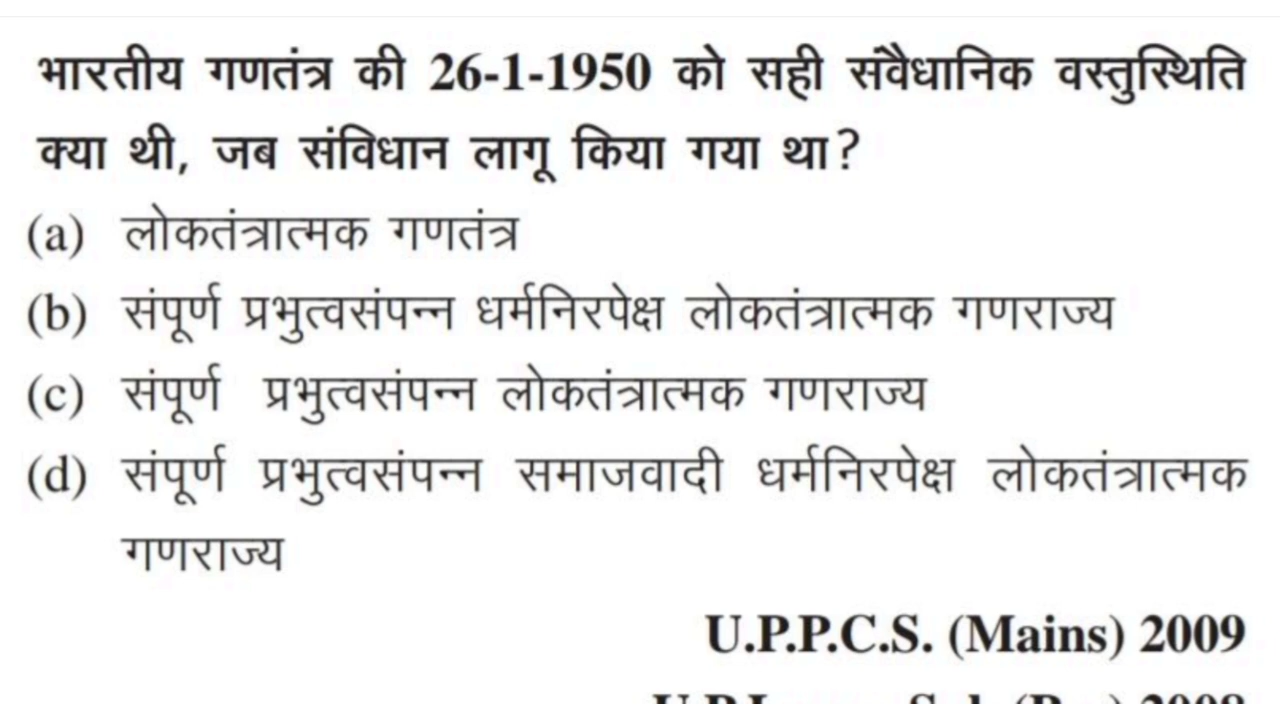 भारतीय गणतंत्र की 26-1-1950 को सही संवैधानिक वस्तुस्थिति
क्या थी, जब संविधान लागू किया गया था?
(a) लोकतंत्रात्मक गणतंत्र
(b) संपूर्ण प्रभुत्वसंपन्न धर्मनिरपेक्ष लोकतंत्रात्मक गणराज्य
(c) संपूर्ण प्रभुत्वसंपन्न लोकतंत्रात्मक गणराज्य
(d) संपूर्ण प्रभुत्वसंपन्न समाजवादी धर्मनिरपेक्ष लोकतंत्रात्मक
गणराज्य
U.P.P.C.S. (Mains) 2009